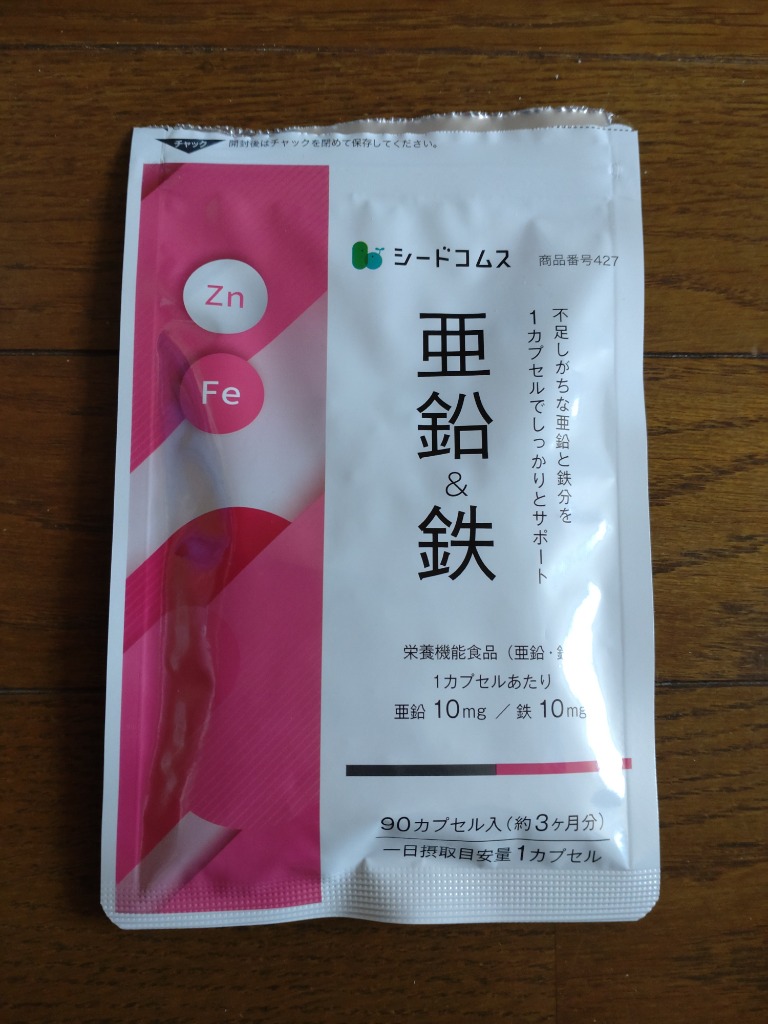 チャック
開封後はチャックを閉めて保存してください。
Zn
Fe
シードコムス
商品番号427
不足しがちな亜鉛と鉄分を
1カプセルでしっかりとサポート
亜鉛&鉄
栄養機能食品（亜鉛・鉄
1カプセルあたり
亜鉛 10mg ／ 鉄 10mg
90カプセル入（約3ヶ月分）
一日摂取目安量 1カプセル